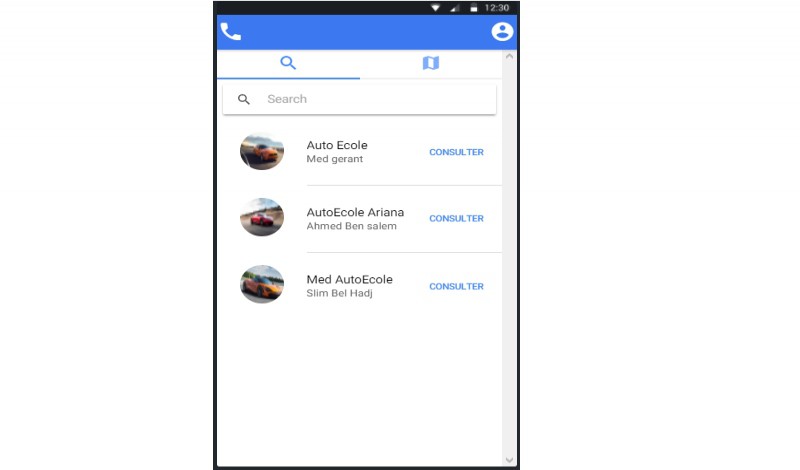 12:30
Search
Auto Ecole
Med gerant
CONSULTER
AutoEcole Ariana
Ahmed Ben salem
CONSULTER
Med AutoEcole
Slim Bel Hadj
CONSULTER